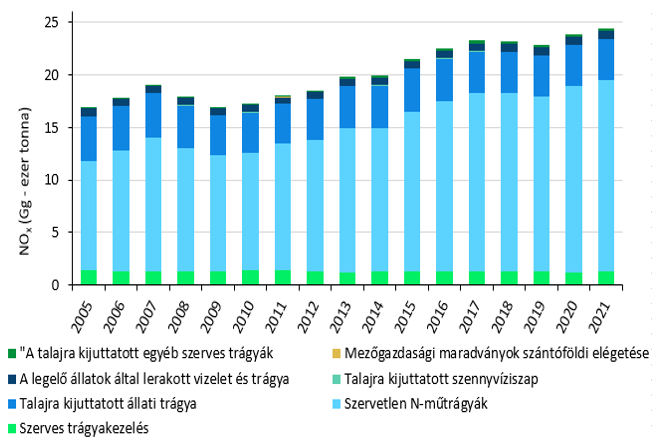 25
20
15
10
5
0
NOx (Gg - ezer tonna)
2005 2006 2007 2008 2009 2010 2011 2012 2013 2014 2015 2016 2017 2018 2019 2020 2021
"A talajra kijuttatott egyéb szerves trágyák
Mezőgazdasági maradványok szántóföldi elégetése
A legelő állatok által lerakott vizelet és trágya
Talajra kijuttatott szennyvíziszap
Talajra kijuttatott állati trágya
Szervetlen N-műtrágyák
Szerves trágyakezelés